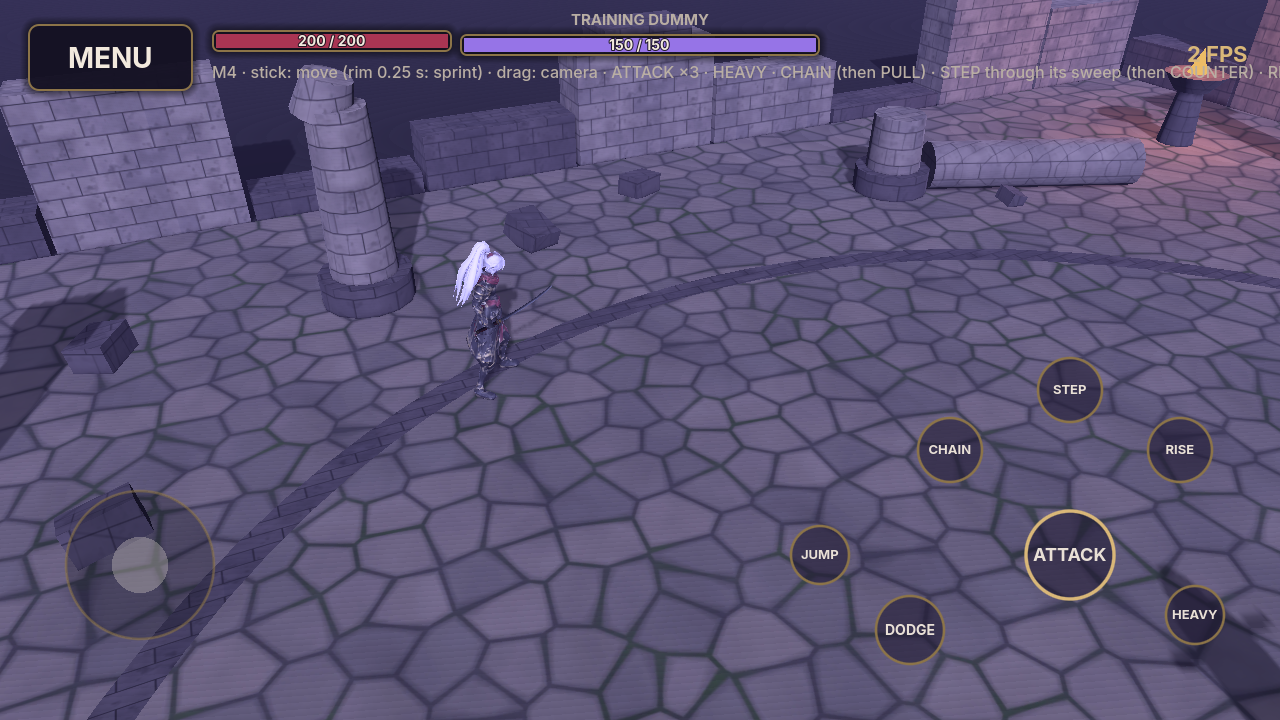 TRAINING DUMMY
MENU
200 / 200
150 / 150
2 FPS
M4 · stick: move (rim 0.25 s: sprint) · drag: camera · ATTACK ×3 · HEAVY · CHAIN (then PULL) · STEP through its sweep (then COUNTER) ·
STEP
CHAIN
RISE
JUMP
ATTACK
DODGE
HEAVY